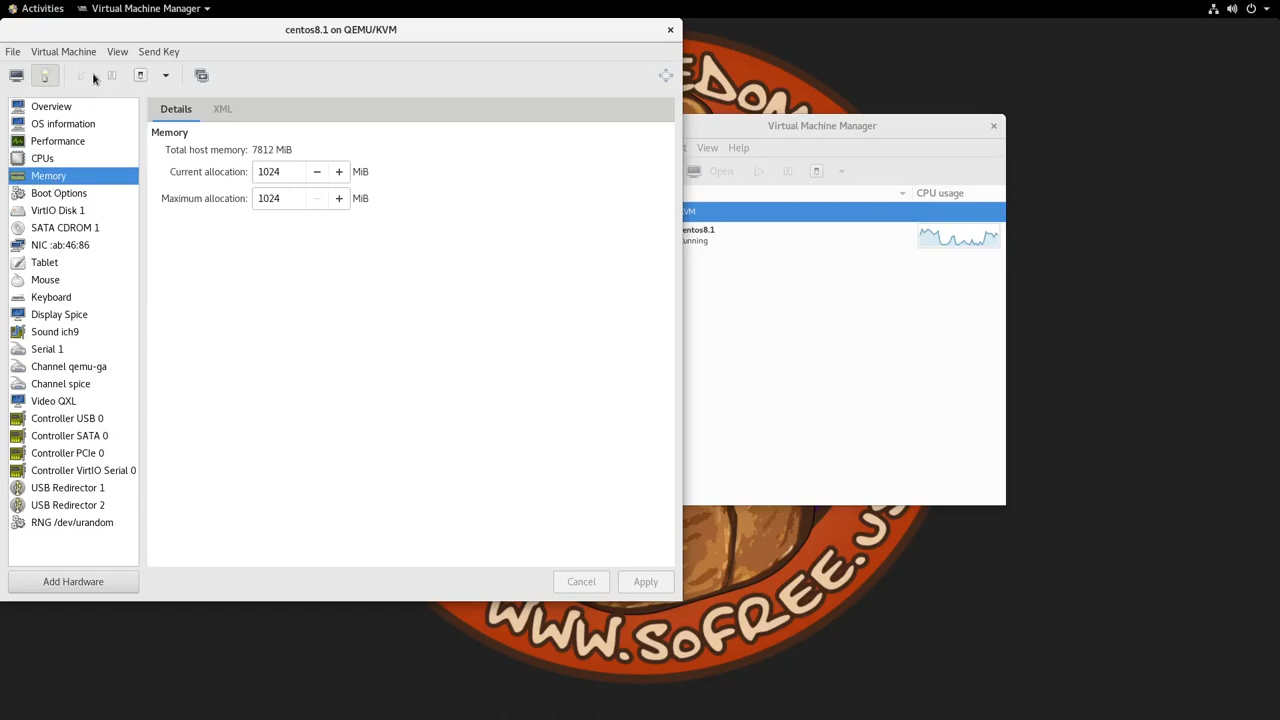 Activities Virtual Machine Manager
centos8.1 on QEMU/KVM
File Virtual Machine View Send Key
Overview
OS information
Performance
CPUs
Memory
Boot Options
VirtIO Disk 1
SATA CDROM 1
NIC :ab:46:86
Tablet
Mouse
Keyboard
Display Spice
Sound ich9
Serial 1
Channel qemu-ga
Channel spice
Video QXL
Controller USB 0
Controller SATA 0
Controller PCIe 0
Controller VirtIO Serial 0
USB Redirector 1
USB Redirector 2
RNG /dev/urandom
Add Hardware
Details XML
Memory
Total host memory: 7812 MiB
Current allocation: 1024 MiB
Maximum allocation: 1024 MiB
Cancel Apply
Virtual Machine Manager
t View Help
Open
CPU usage
VM
entos8.1
unning
EDOM
WWW.SOFREE.US